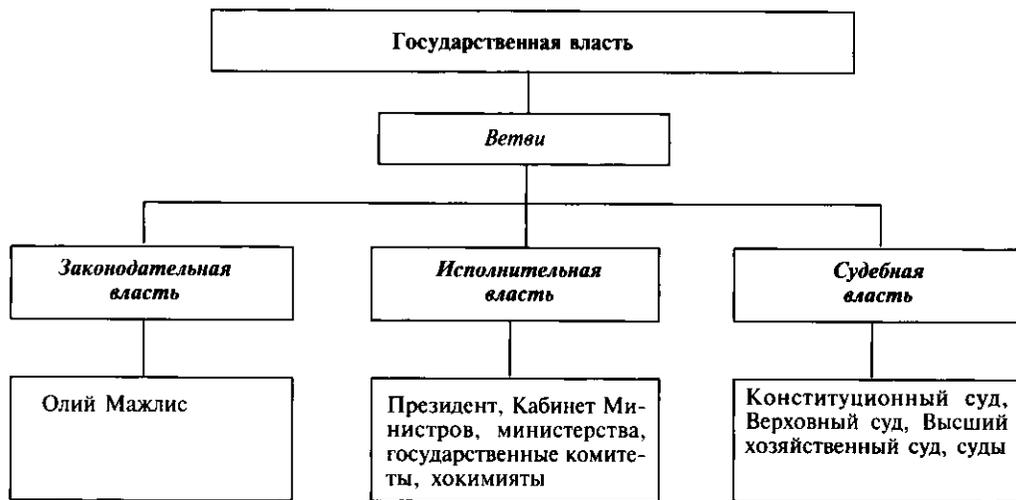 Государственная власть
Ветви
Законодательная
власть
Исполнительная
власть
Судебная
власть
Олий Мажлис
Президент, Кабинет Ми-
нистров, министерства,
государственные комите-
ты, хокимияты
Конституционный суд,
Верховный суд, Высший
хозяйственный суд, суды